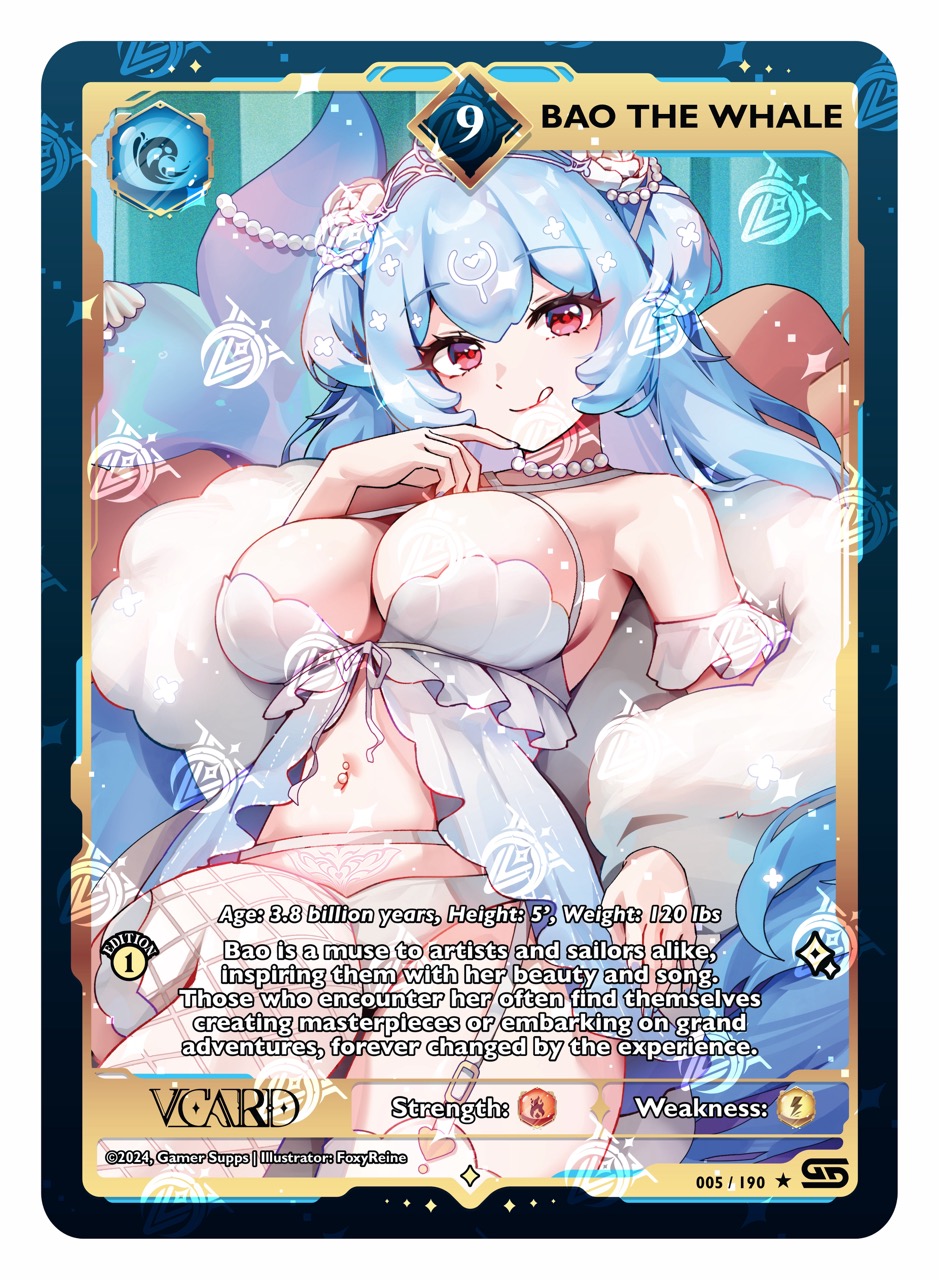 9
BAO THE WHALE
Age: 3.8 billion years, Height: 5', Weight: 120 lbs
EDITION
1
Bao is a muse to artists and sailors alike,
inspiring them with her beauty and song.
Those who encounter her often find themselves
creating masterpieces or embarking on grand
adventures, forever changed by the experience.
VCARD
Strength:
Weakness:
©2024, Gamer Supps | Illustrator: FoxyReine
005 / 190 ★
GS